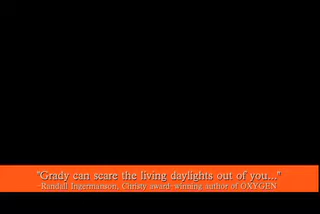 "Grady can scare the living daylights out of you..."
-Randall Ingermanson, Christy award-winning author of OXYGEN